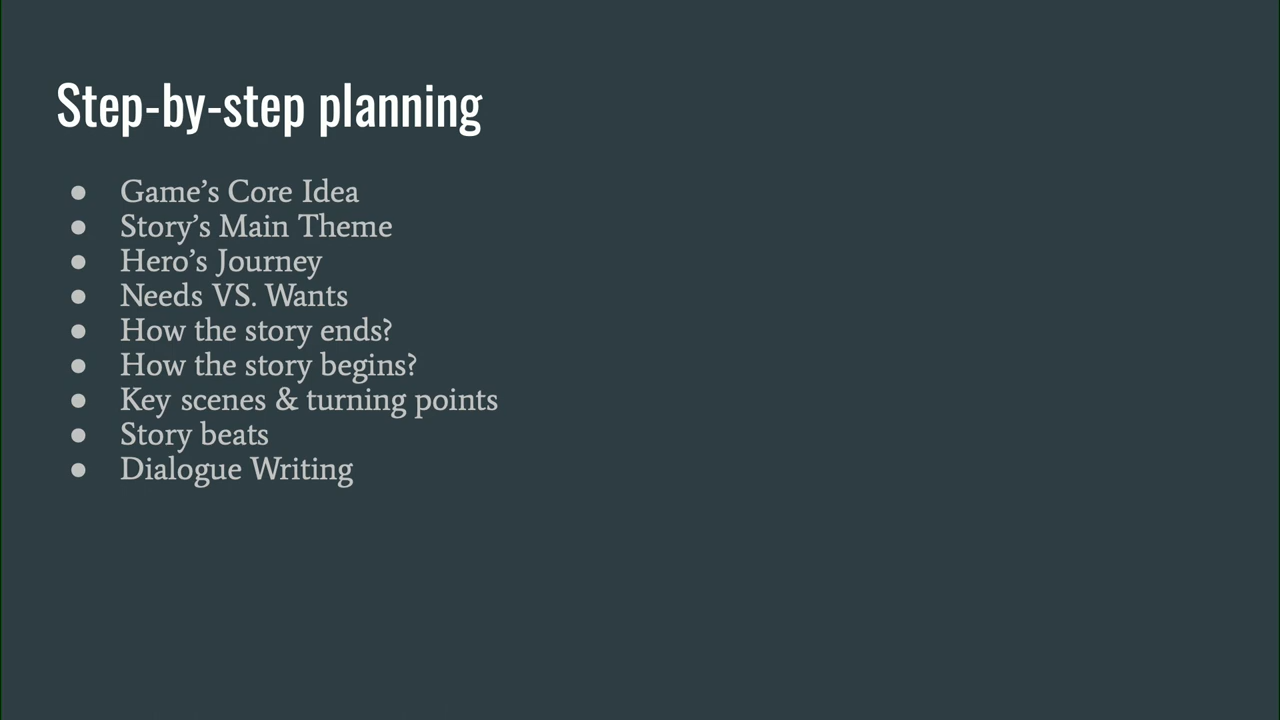 Step-by-step planning
● Game’s Core Idea
● Story’s Main Theme
● Hero’s Journey
● Needs VS. Wants
● How the story ends?
● How the story begins?
● Key scenes & turning points
● Story beats
● Dialogue Writing